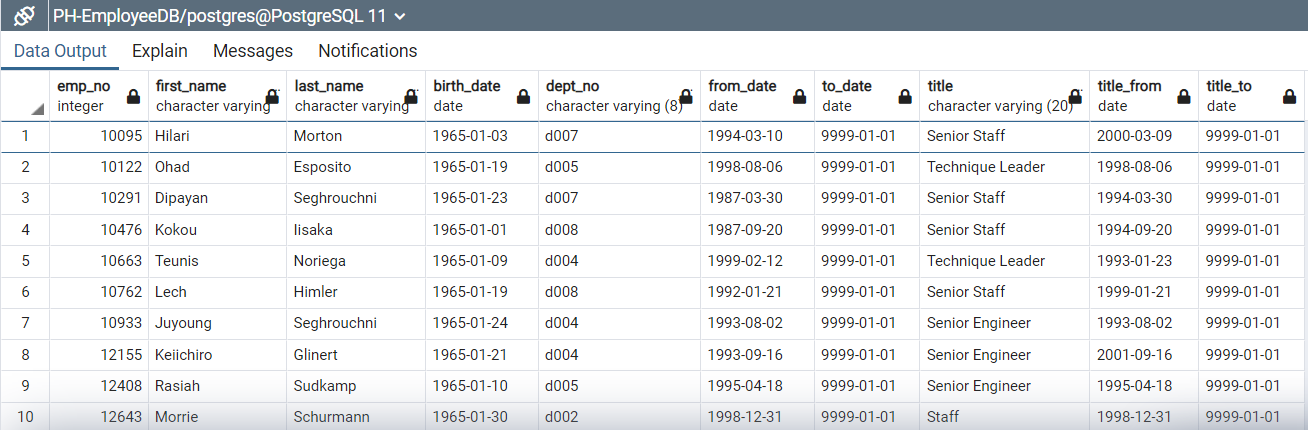 PH-EmployeeDB/postgres@PostgreSQL 11
Data Output Explain Messages Notifications
emp_no first_name last_name birth_date dept_no from_date to_date title title_from title_to
integer character varying character varying date character varying (8) date date character varying (20) date date
1 10095 Hilari Morton 1965-01-03 d007 1994-03-10 9999-01-01 Senior Staff 2000-03-09 9999-01-01
2 10122 Ohad Esposito 1965-01-19 d005 1998-08-06 9999-01-01 Technique Leader 1998-08-06 9999-01-01
3 10291 Dipayan Seghrouchni 1965-01-23 d007 1987-03-30 9999-01-01 Senior Staff 1994-03-30 9999-01-01
4 10476 Kokou Iisaka 1965-01-01 d008 1987-09-20 9999-01-01 Senior Staff 1994-09-20 9999-01-01
5 10663 Teunis Noriega 1965-01-09 d004 1999-02-12 9999-01-01 Technique Leader 1993-01-23 9999-01-01
6 10762 Lech Himler 1965-01-19 d008 1992-01-21 9999-01-01 Senior Staff 1999-01-21 9999-01-01
7 10933 Juyoung Seghrouchni 1965-01-24 d004 1993-08-02 9999-01-01 Senior Engineer 1993-08-02 9999-01-01
8 12155 Keiichiro Glinert 1965-01-21 d004 1993-09-16 9999-01-01 Senior Engineer 2001-09-16 9999-01-01
9 12408 Rasiah Sudkamp 1965-01-10 d005 1995-04-18 9999-01-01 Senior Engineer 1995-04-18 9999-01-01
10 12643 Morrie Schurmann 1965-01-30 d002 1998-12-31 9999-01-01 Staff 1998-12-31 9999-01-01